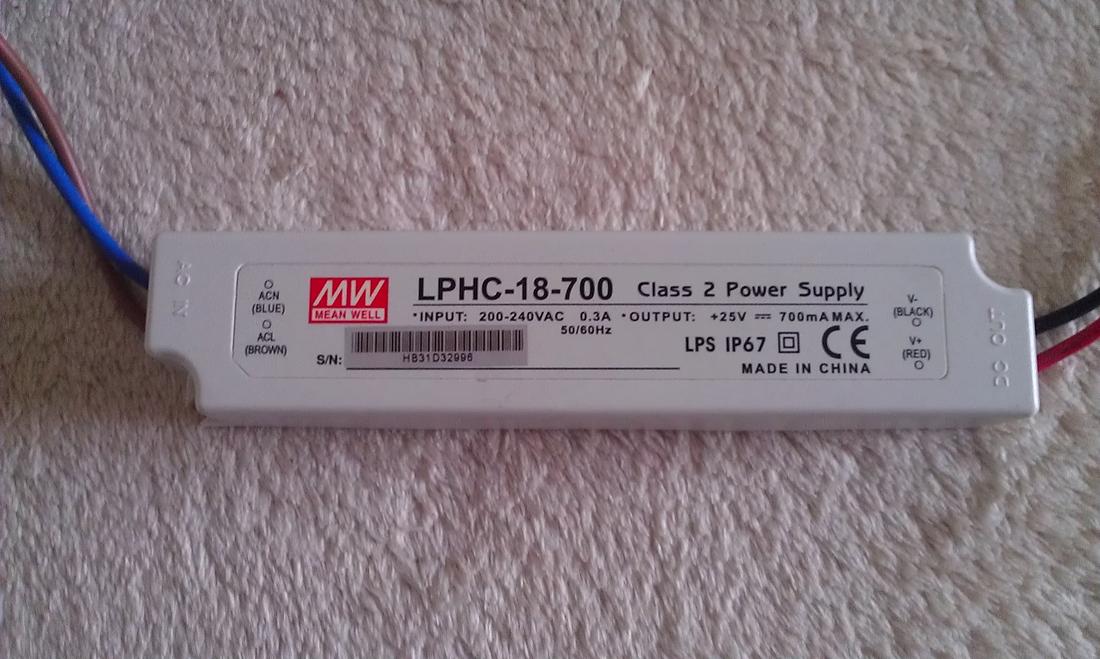 AC IN
ACN
(BLUE)
ACL
(BROWN)
MW
MEAN WELL
LPHC-18-700 Class 2 Power Supply
*INPUT: 200-240VAC 0.3A *OUTPUT: +25V ⎓ 700mA MAX.
50/60Hz
S/N: HB31D32996
LPS IP67 CE
MADE IN CHINA
V-
(BLACK)
V+
(RED)
DC OUT